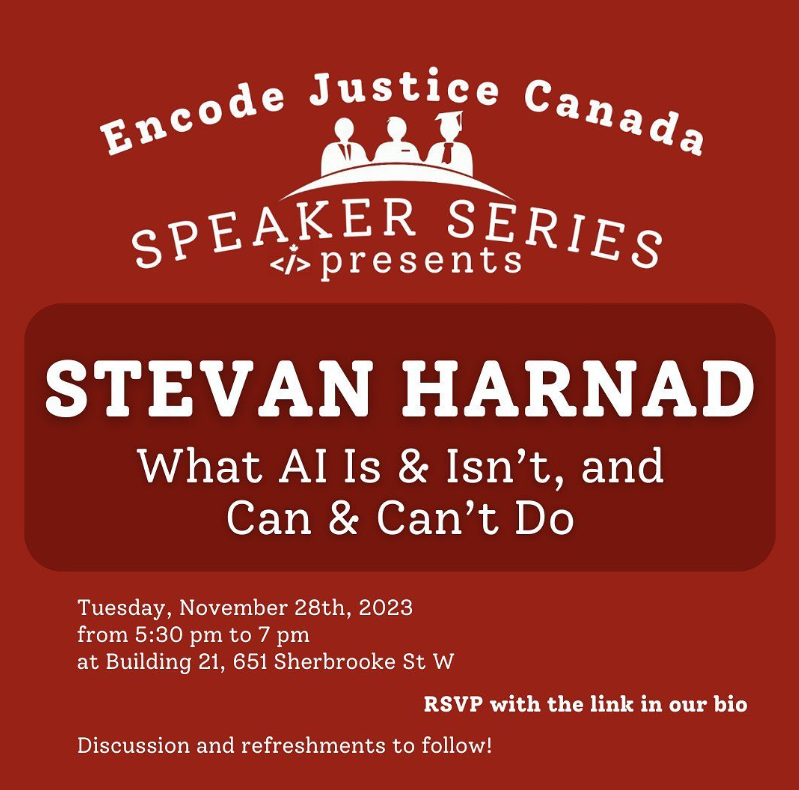 Encode Justice Canada
SPEAKER SERIES
</> presents
STEVAN HARNAD
What AI Is & Isn't, and
Can & Can't Do
Tuesday, November 28th, 2023
from 5:30 pm to 7 pm
at Building 21, 651 Sherbrooke St W
RSVP with the link in our bio
Discussion and refreshments to follow!